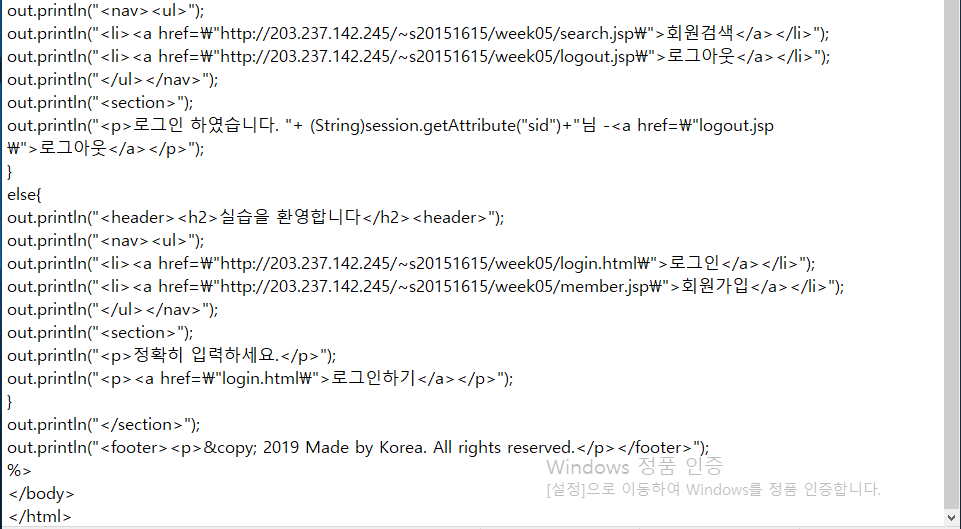 out.println("<nav><ul>");
out.println("<li><a href=₩"http://203.237.142.245/~s20151615/week05/search.jsp₩">회원검색</a></li>");
out.println("<li><a href=₩"http://203.237.142.245/~s20151615/week05/logout.jsp₩">로그아웃</a></li>");
out.println("</ul></nav>");
out.println("<section>");
out.println("<p>로그인 하였습니다. "+ (String)session.getAttribute("sid")+"님 -<a href=₩"logout.jsp
₩">로그아웃</a></p>");
}
else{
out.println("<header><h2>실습을 환영합니다</h2><header>");
out.println("<nav><ul>");
out.println("<li><a href=₩"http://203.237.142.245/~s20151615/week05/login.html₩">로그인</a></li>");
out.println("<li><a href=₩"http://203.237.142.245/~s20151615/week05/member.jsp₩">회원가입</a></li>");
out.println("</ul></nav>");
out.println("<section>");
out.println("<p>정확히 입력하세요.</p>");
out.println("<p><a href=₩"login.html₩">로그인하기</a></p>");
}
out.println("</section>");
out.println("<footer><p>&copy; 2019 Made by Korea. All rights reserved.</p></footer>");
%>
Windows 정품 인증
[설정]으로 이동하여 Windows를 정품 인증합니다.
</body>
</html>